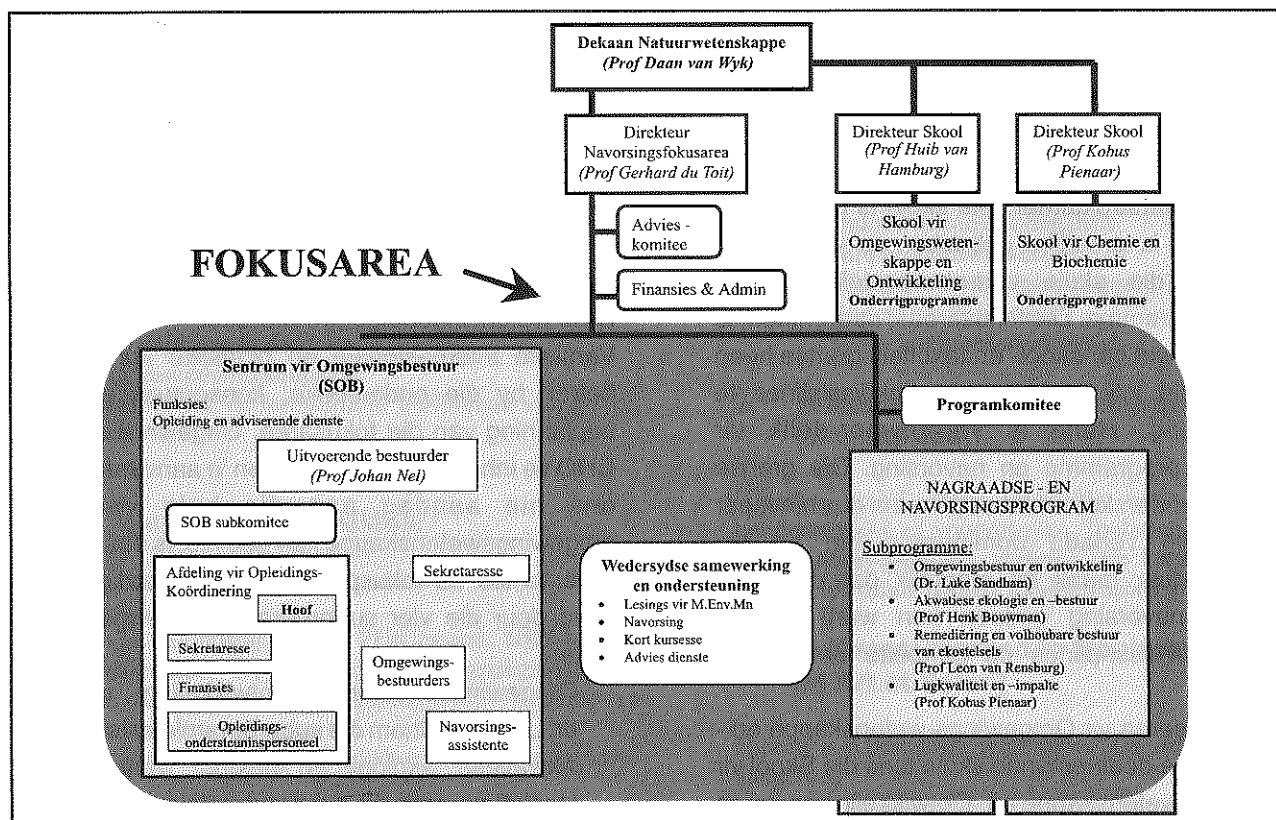 Dekaan Natuurwetenskappe
(Prof Daan van Wyk)
Direkteur
Navorsingsfokusarea
(Prof Gerhard du Toit)
Direkteur Skool
(Prof Huib van
Hamburg)
Direkteur Skool
(Prof Kobus
Pienaar)
Advies -
komitee
Finansies & Admin
FOKUSAREA
Skool vir
Omgewingsweten-
skappe en
Ontwikkeling
Onderrigprogramme
Skool vir Chemie en
Biochemie
Onderrigprogramme
Sentrum vir Omgewingsbestuur
(SOB)
Funksies:
Opleiding en adviserende dienste
Uitvoerende bestuurder
(Prof Johan Nel)
SOB subkomitee
Afdeling vir Opleidings-
Koördinering
Hoof
Sekretaresse
Finansies
Opleidings-
ondersteuninspersoneel
Sekretaresse
Omgewings-
bestuurders
Navorsings-
assistente
Wedersydse samewerking
en ondersteuning
• Lesings vir M.Env.Mn
• Navorsing
• Kort kursesse
• Advies dienste
Programkomitee
NAGRAADSE - EN
NAVORSINGSPROGRAM
Subprogramme:
• Omgewingsbestuur en ontwikkeling
(Dr. Luke Sandham)
• Akwatiese ekologie en –bestuur
(Prof Henk Bouwman)
• Remediëring en volhoubare bestuur
van ekostelsels
(Prof Leon van Rensburg)
• Lugkwaliteit en –impakte
(Prof Kobus Pienaar)